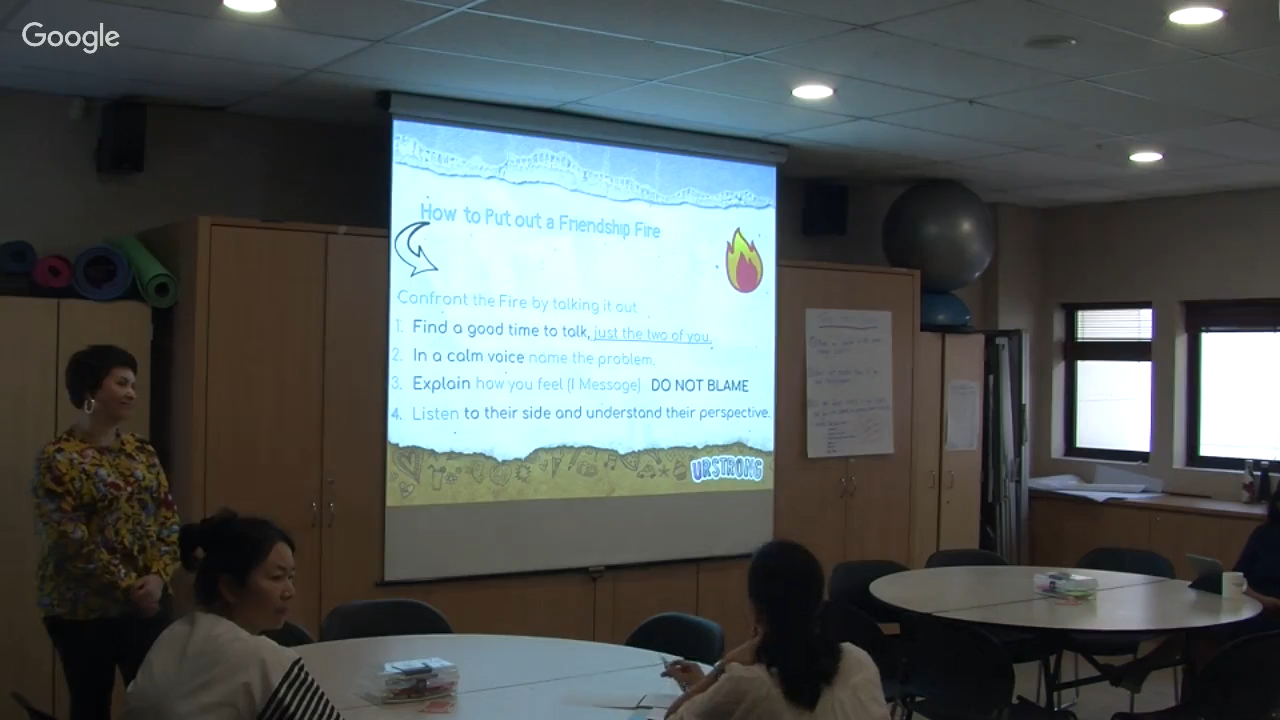 Google
How to Put out a Friendship Fire
Confront the Fire by talking it out
1. Find a good time to talk, just the two of you.
2. In a calm voice name the problem.
3. Explain how you feel (I Message) DO NOT BLAME
4. Listen to their side and understand their perspective.
URSTRONG